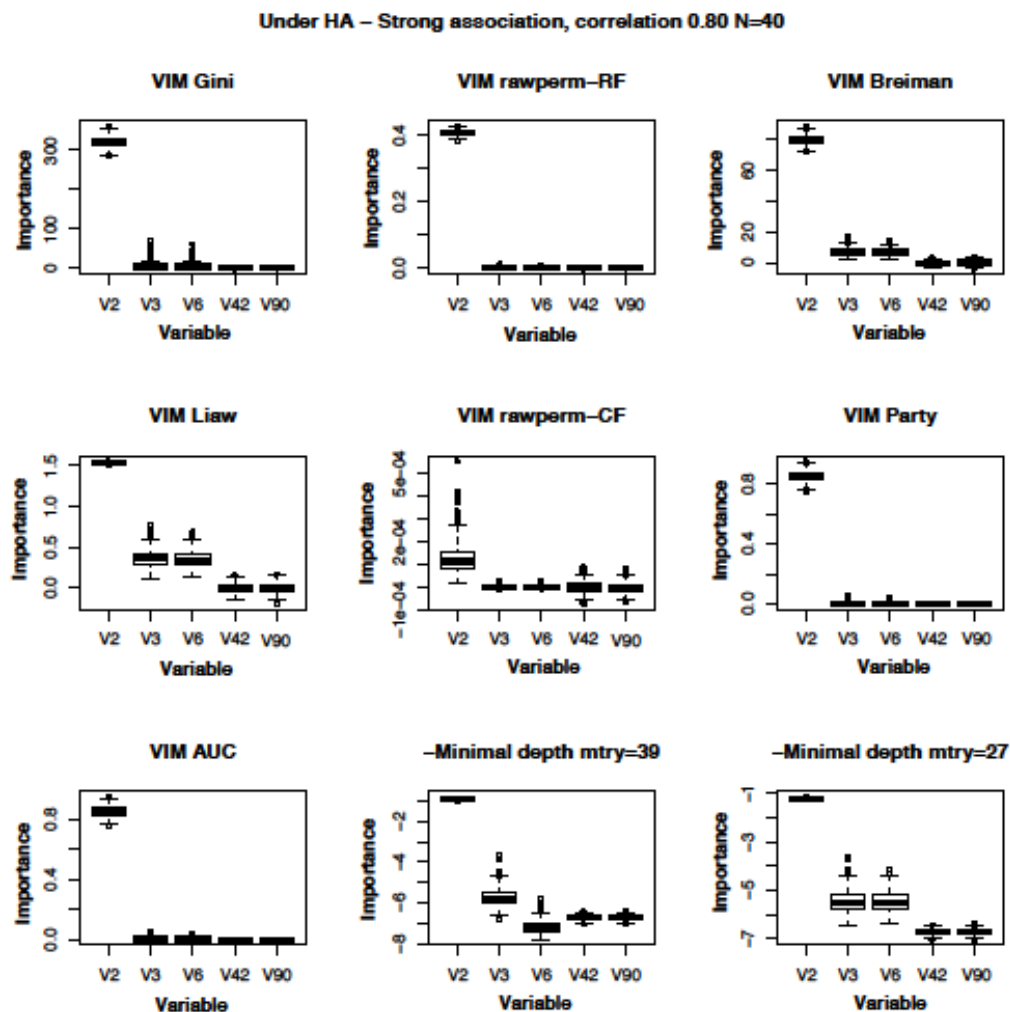 Under HA – Strong association, correlation 0.80 N=40
VIM Gini
Importance
300
100
0
V2 V3 V6 V42 V90
Variable
VIM rawperm–RF
Importance
0.4
0.2
0.0
V2 V3 V6 V42 V90
Variable
VIM Breiman
Importance
60
20
0
V2 V3 V6 V42 V90
Variable
VIM Liaw
Importance
1.5
1.0
0.5
0.0
V2 V3 V6 V42 V90
Variable
VIM rawperm–CF
Importance
5e–04
2e–04
–1e–04
V2 V3 V6 V42 V90
Variable
VIM Party
Importance
0.8
0.4
0.0
V2 V3 V6 V42 V90
Variable
VIM AUC
Importance
0.8
0.4
0.0
V2 V3 V6 V42 V90
Variable
–Minimal depth mtry=39
Importance
–2
–4
–6
–8
V2 V3 V6 V42 V90
Variable
–Minimal depth mtry=27
Importance
–1
–3
–5
–7
V2 V3 V6 V42 V90
Variable